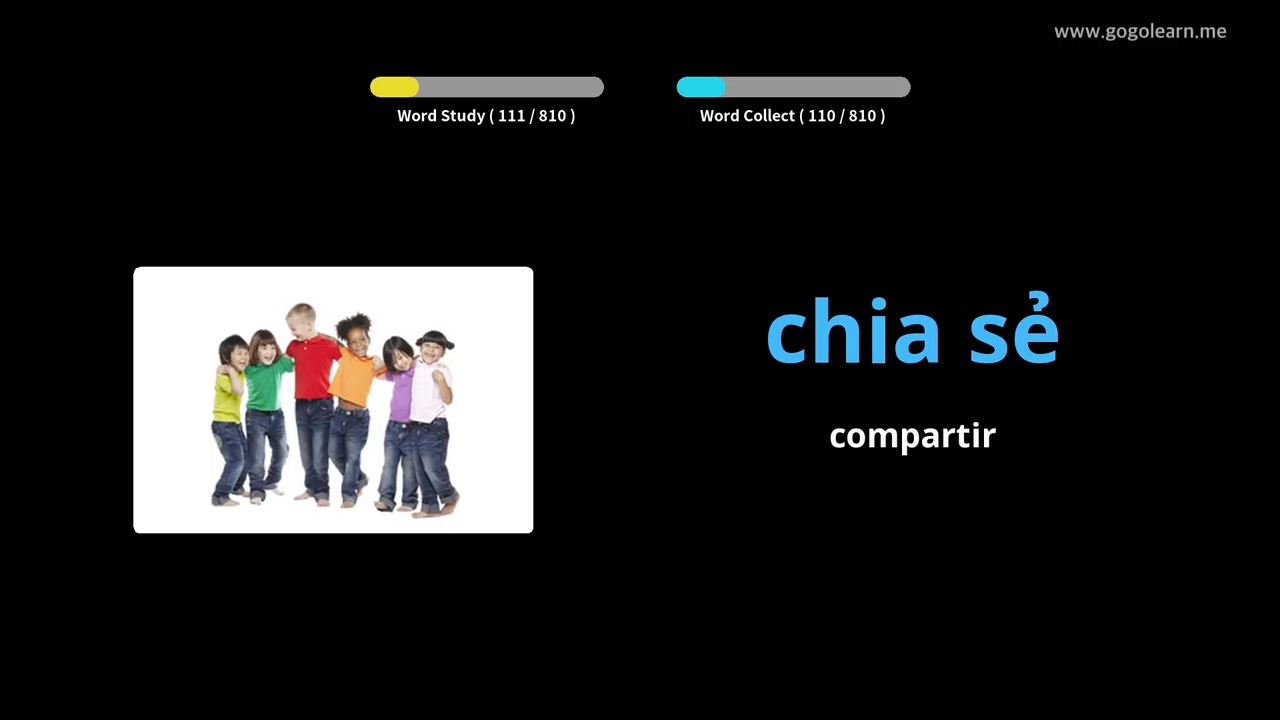 www.gogolearn.me
Word Study ( 111 / 810 )
Word Collect ( 110 / 810 )
chia sẻ
compartir